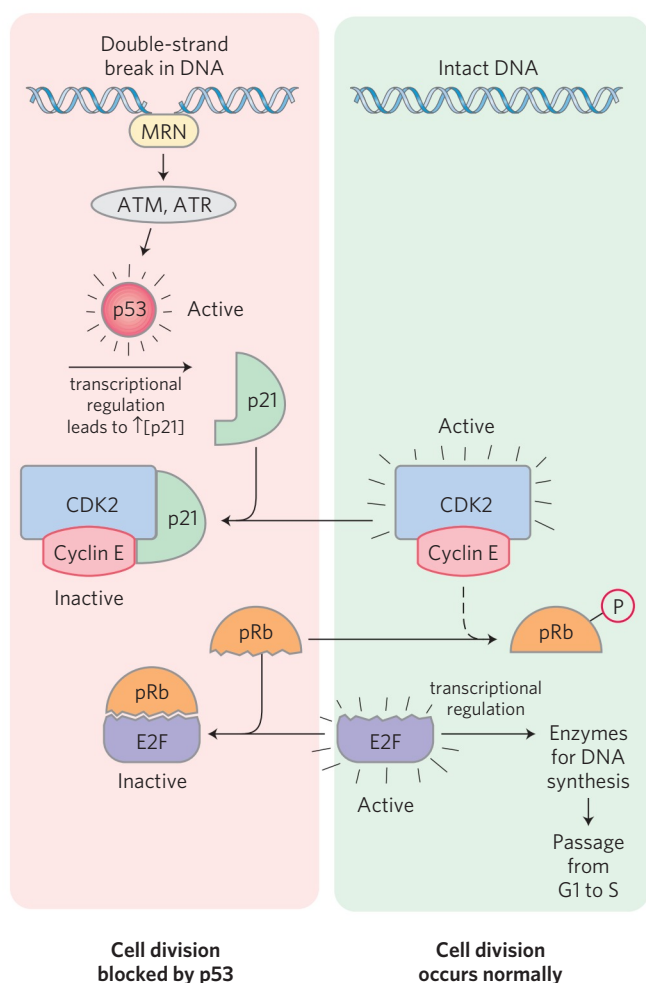 Double-strand
break in DNA
MRN
ATM, ATR
p53
Active
transcriptional
regulation
leads to ↑[p21]
p21
CDK2
p21
Cyclin E
Inactive
pRb
pRb
E2F
Inactive
Cell division
blocked by p53
Intact DNA
Active
CDK2
Cyclin E
pRb
P
E2F
Active
transcriptional
regulation
Enzymes
for DNA
synthesis
Passage
from
G1 to S
Cell division
occurs normally